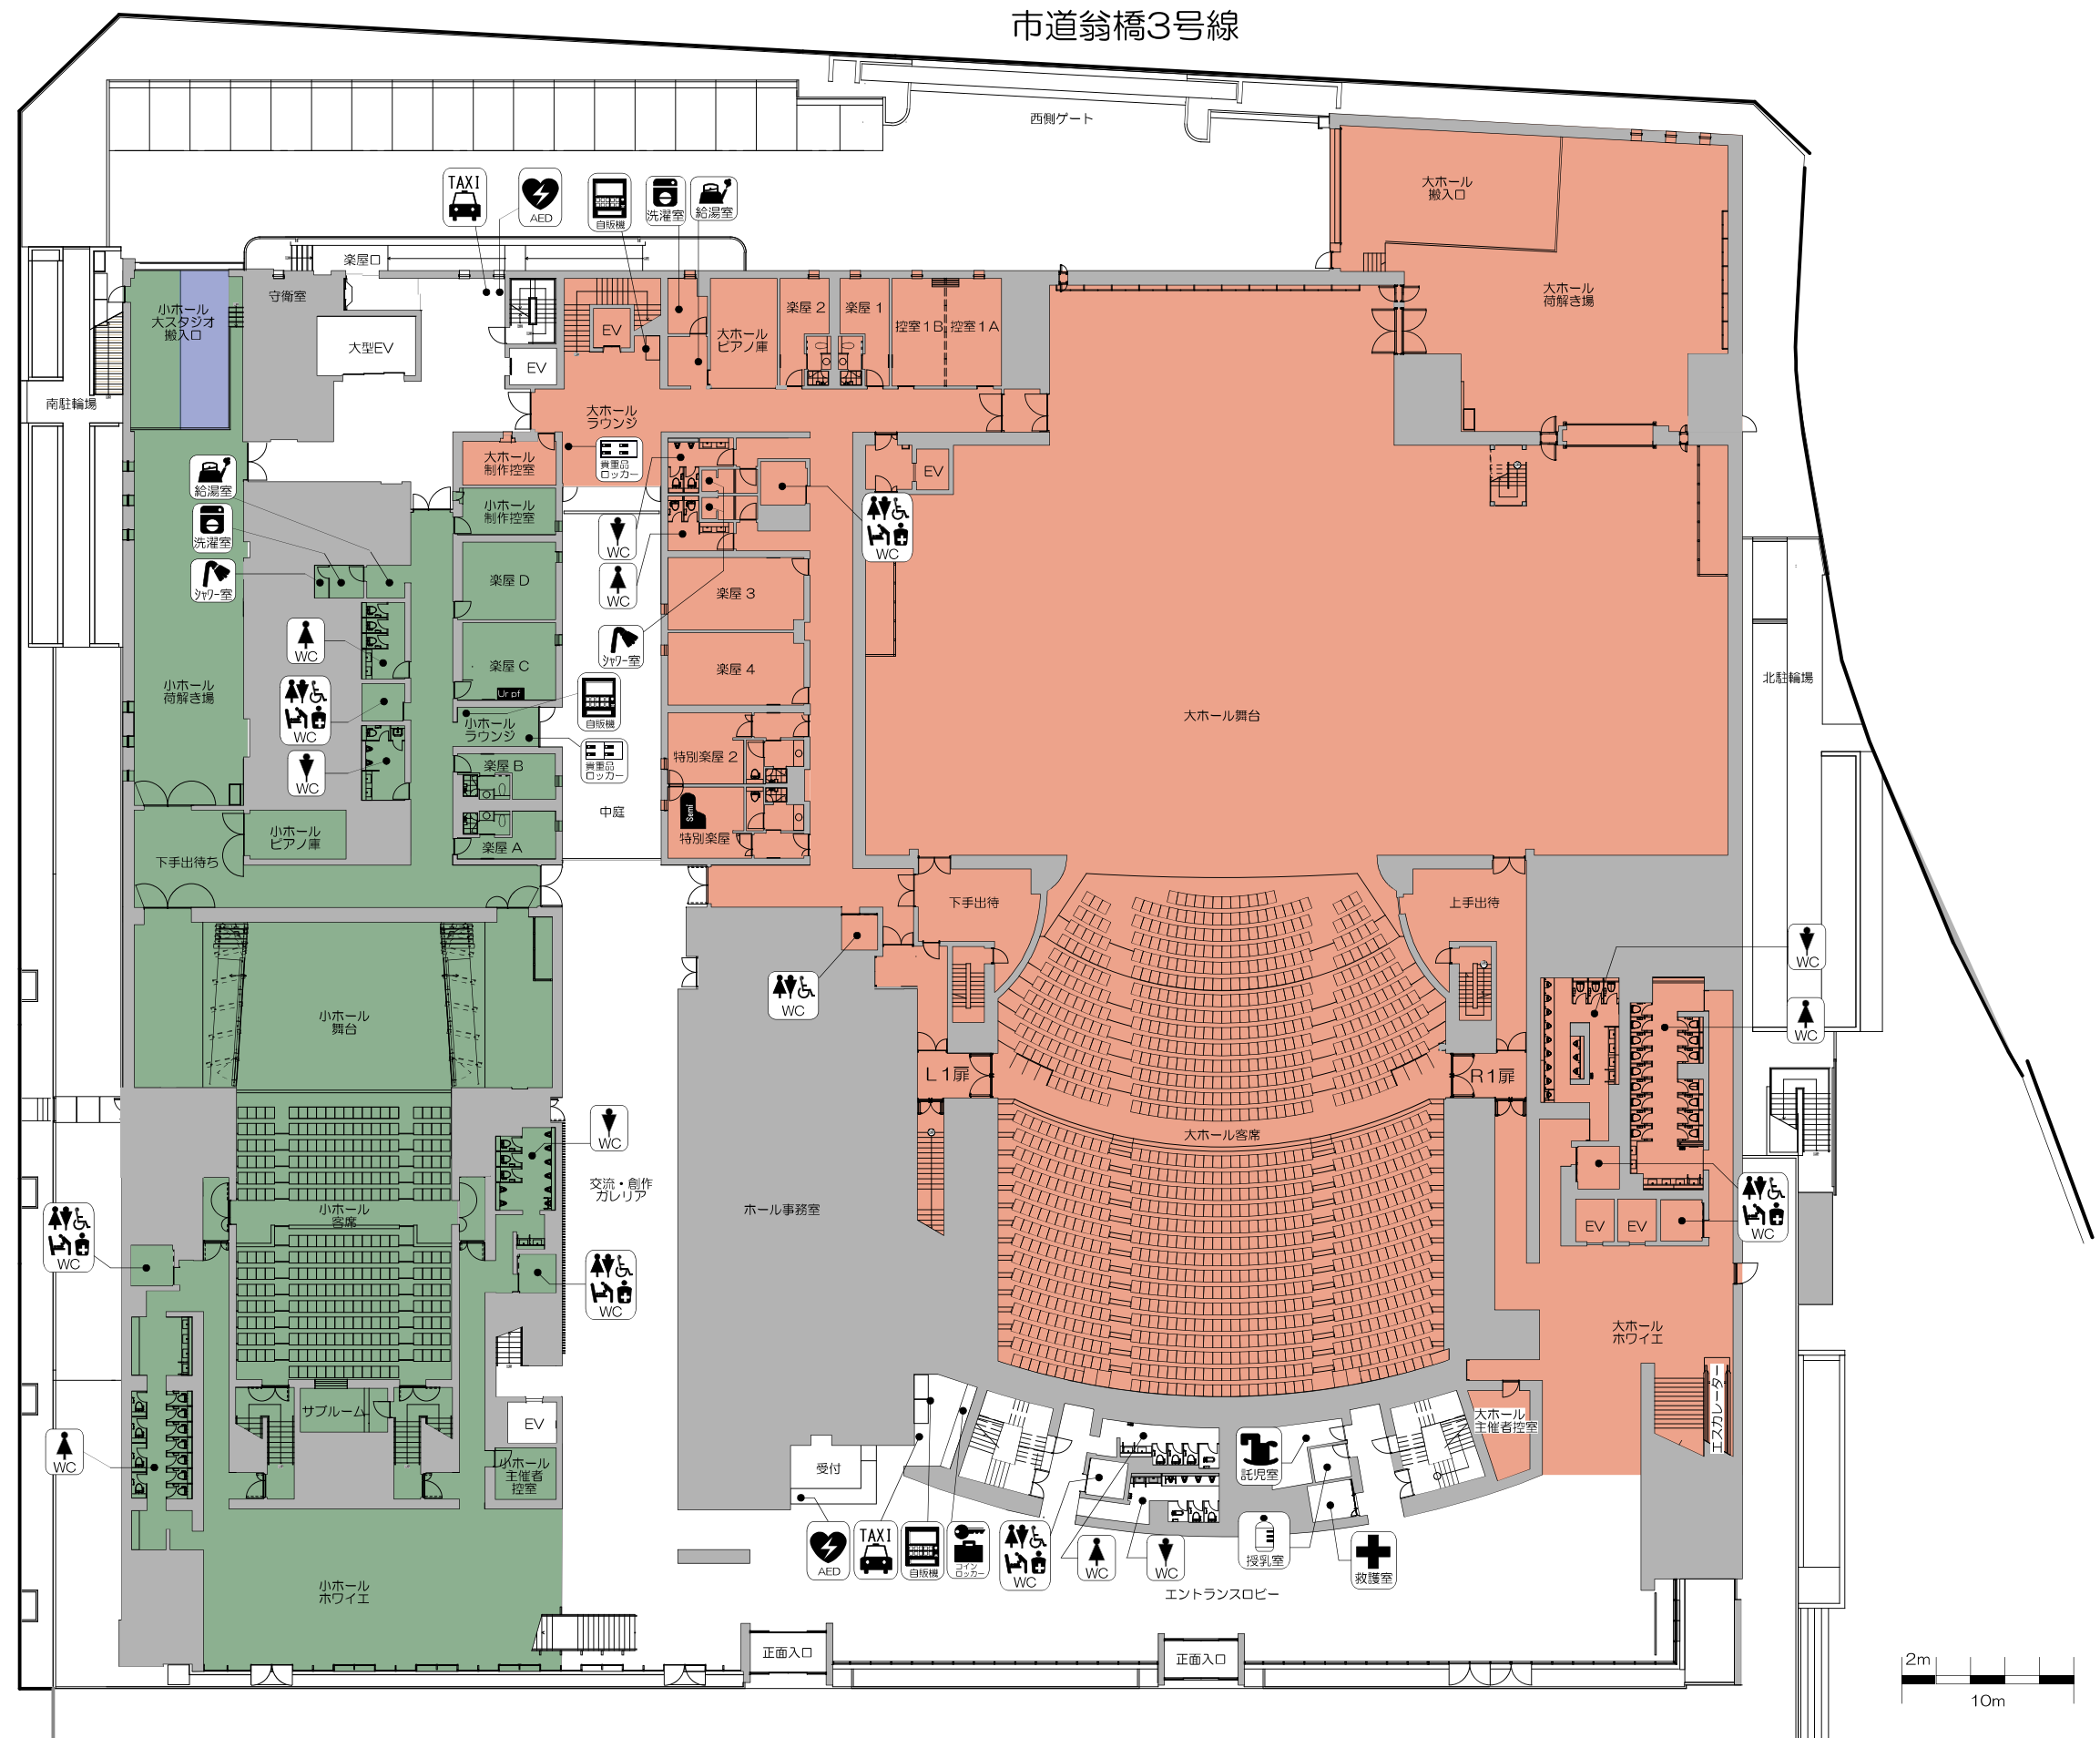 市道翁橋3号線
西側ゲート
大ホール
搬入口
TAXI
AED
自販機
洗濯室
給湯室
楽屋口
守衛室
小ホール
大スタジオ
搬入口
大型EV
EV
EV
大ホール
ピアノ庫
楽屋 2
楽屋 1
控室1B
控室1A
大ホール
荷解き場
南駐輪場
大ホール
ラウンジ
貴重品
ロッカー
大ホール
制作控室
EV
給湯室
小ホール
制作控室
洗濯室
WC
WC
楽屋 D
シャワー室
WC
楽屋 3
WC
シャワー室
楽屋 C
Ur pf
楽屋 4
北駐輪場
小ホール
荷解き場
WC
自販機
小ホール
ラウンジ
大ホール舞台
貴重品
ロッカー
特別楽屋 2
楽屋 B
WC
中庭
Semi
特別楽屋
小ホール
ピアノ庫
楽屋 A
下手出待ち
下手出待
上手出待
WC
WC
小ホール
舞台
WC
L1扉
R1扉
WC
大ホール客席
交流・創作
ガレリア
小ホール
客席
ホール事務室
WC
WC
EV
EV
WC
WC
大ホール
ホワイエ
サブルーム
EV
エスカレーター
大ホール
主催者控室
WC
小ホール
主催者
控室
受付
託児室
AED
TAXI
自販機
コイン
ロッカー
WC
WC
WC
授乳室
救護室
小ホール
ホワイエ
エントランスロビー
正面入口
正面入口
2m
10m